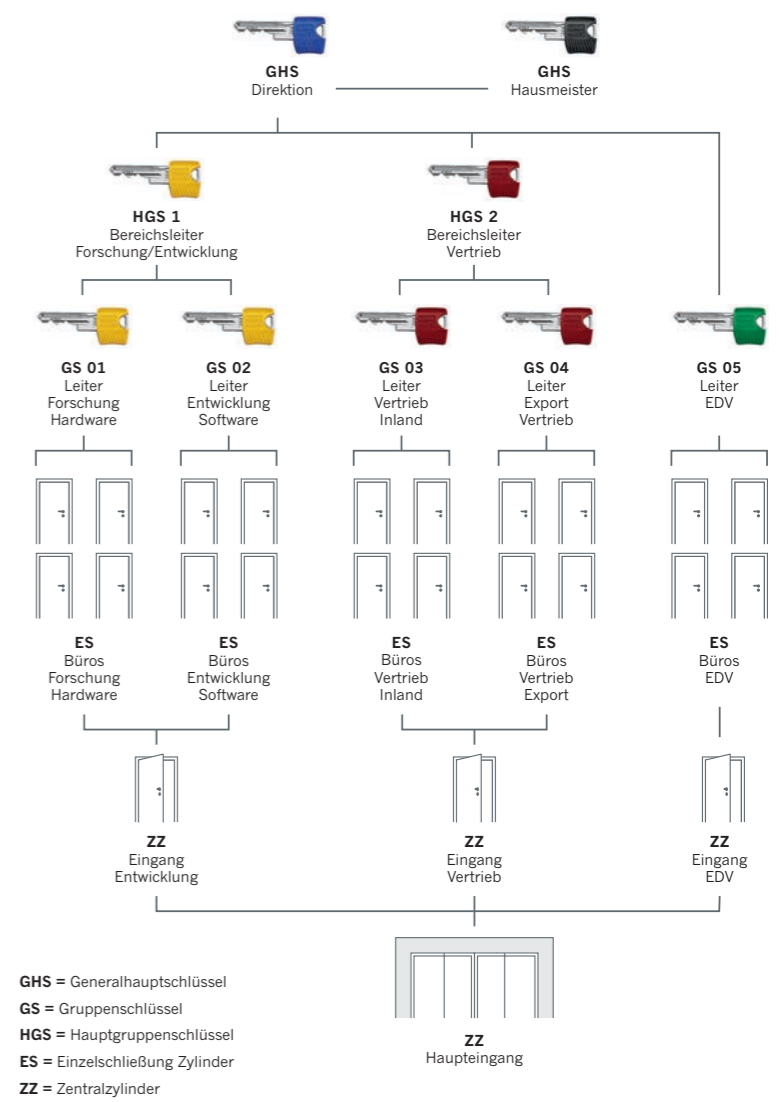 GHS
Direktion
GHS
Hausmeister
HGS 1
Bereichsleiter
Forschung/Entwicklung
HGS 2
Bereichsleiter
Vertrieb
GS 01
Leiter
Forschung
Hardware
GS 02
Leiter
Entwicklung
Software
GS 03
Leiter
Vertrieb
Inland
GS 04
Leiter
Export
Vertrieb
GS 05
Leiter
EDV
ES
Büros
Forschung
Hardware
ES
Büros
Entwicklung
Software
ES
Büros
Vertrieb
Inland
ES
Büros
Vertrieb
Export
ES
Büros
EDV
ZZ
Eingang
Entwicklung
ZZ
Eingang
Vertrieb
ZZ
Eingang
EDV
ZZ
Haupteingang
GHS = Generalhauptschlüssel
GS = Gruppenschlüssel
HGS = Hauptgruppenschlüssel
ES = Einzelschließung Zylinder
ZZ = Zentralzylinder